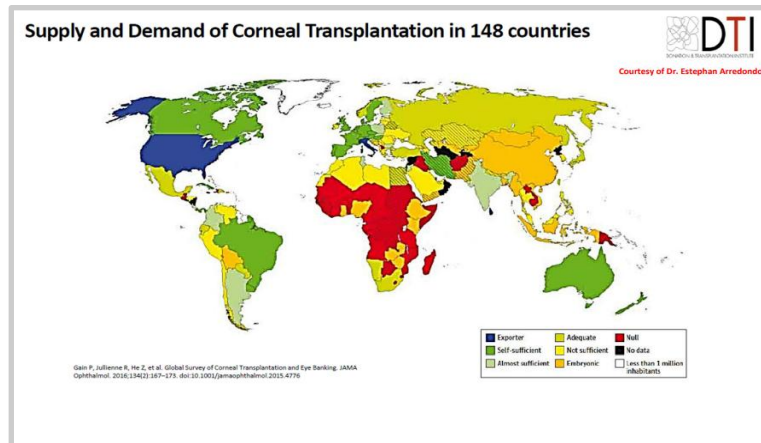 Supply and Demand of Corneal Transplantation in 148 countries
DTI
DONATION & TRANSPLANTATION INSTITUTE
Courtesy of Dr. Estephan Arredondo
Exporter
Adequate
Null
Self-sufficient
Not sufficient
No data
Almost sufficient
Embryonic
Less than 1 million
inhabitants
Gain P, Jullienne R, He Z, et al. Global Survey of Corneal Transplantation and Eye Banking. JAMA
Ophthalmol. 2016;134(2):167–173. doi:10.1001/jamaophthalmol.2015.4776